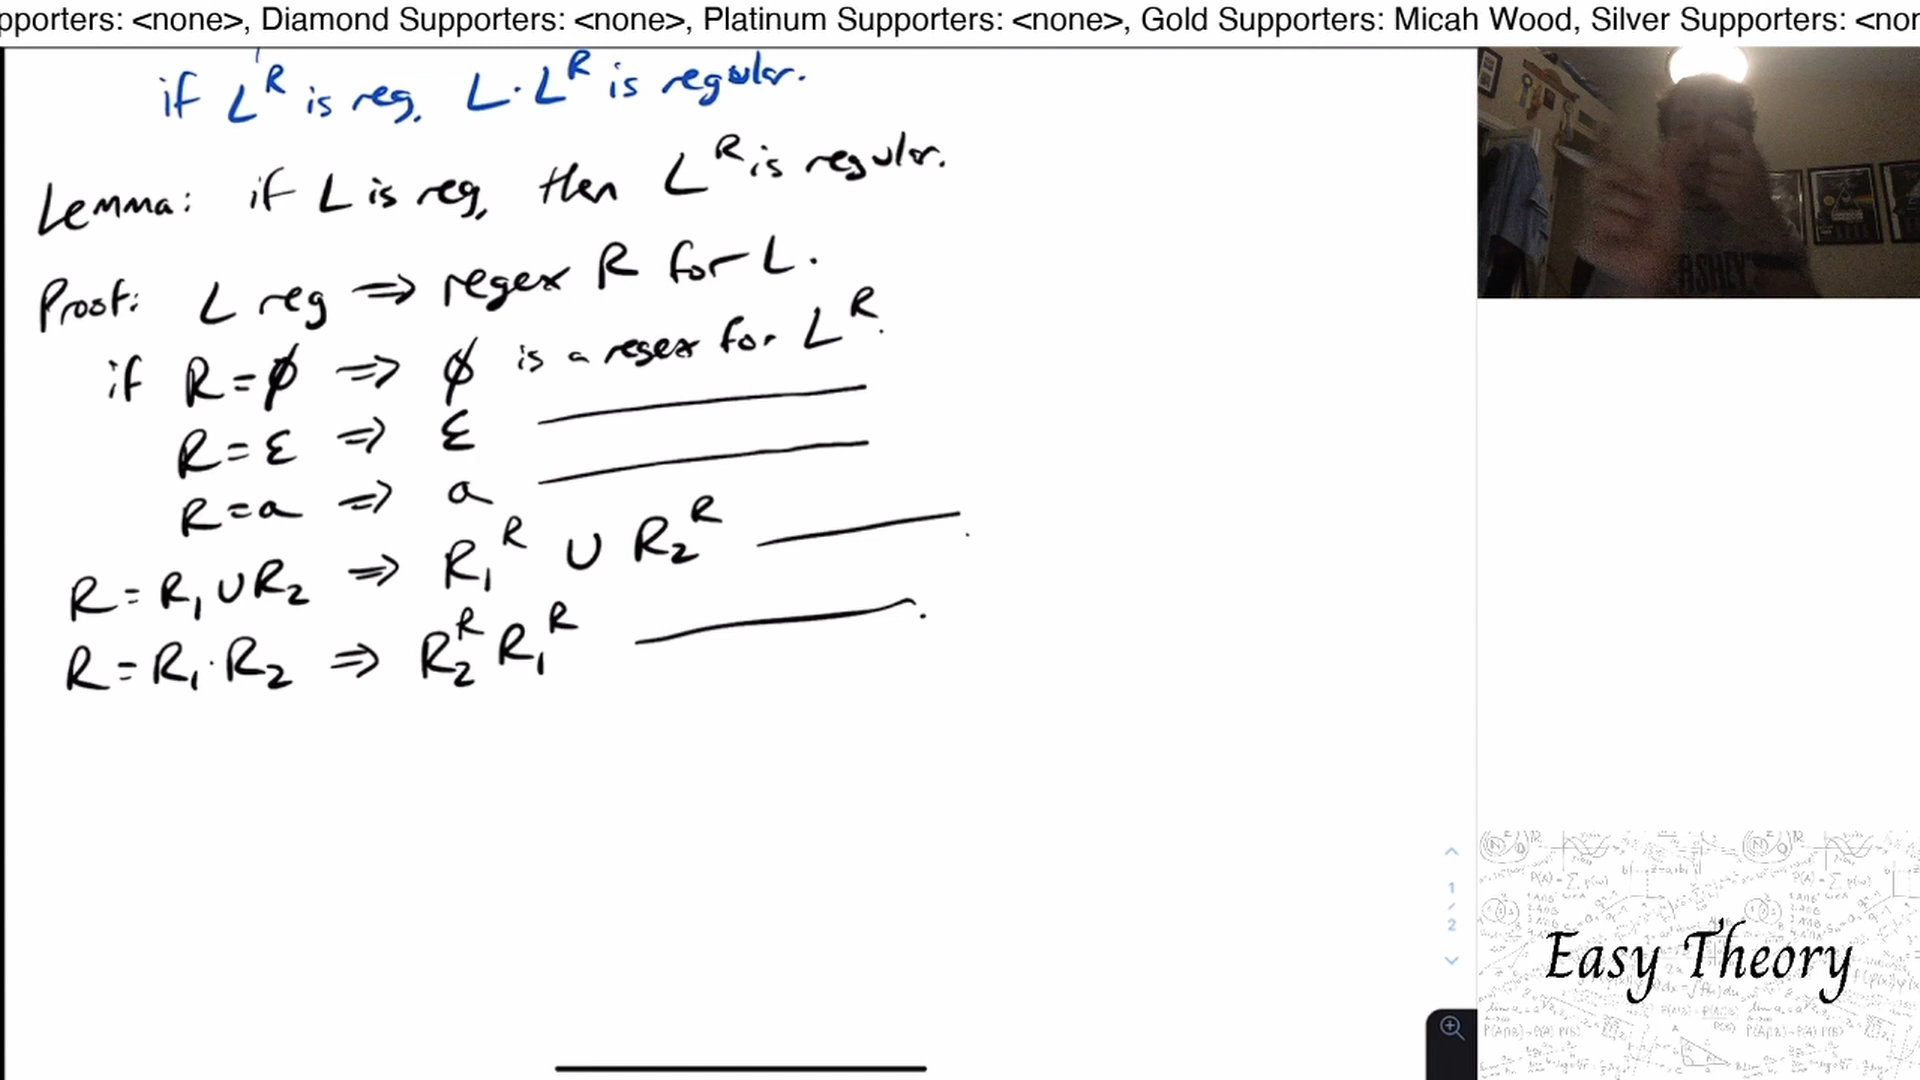 pporters: <none>, Diamond Supporters: <none>, Platinum Supporters: <none>, Gold Supporters: Micah Wood, Silver Supporters: <nor
if L^R is reg, L·L^R is regular.
Lemma: if L is reg, then L^R is regular.
Proof: L reg ⇒ regex R for L.
if R=∅ ⇒ ∅ is a regex for L^R.
R=ε ⇒ ε
R=a ⇒ a
R=R₁∪R₂ ⇒ R₁^R ∪ R₂^R
R=R₁·R₂ ⇒ R₂^R R₁^R
1
2
Easy Theory